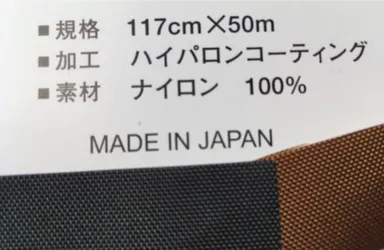 ■規格 117cm×50m
■加工 ハイパロンコーティング
■素材 ナイロン 100%
MADE IN JAPAN